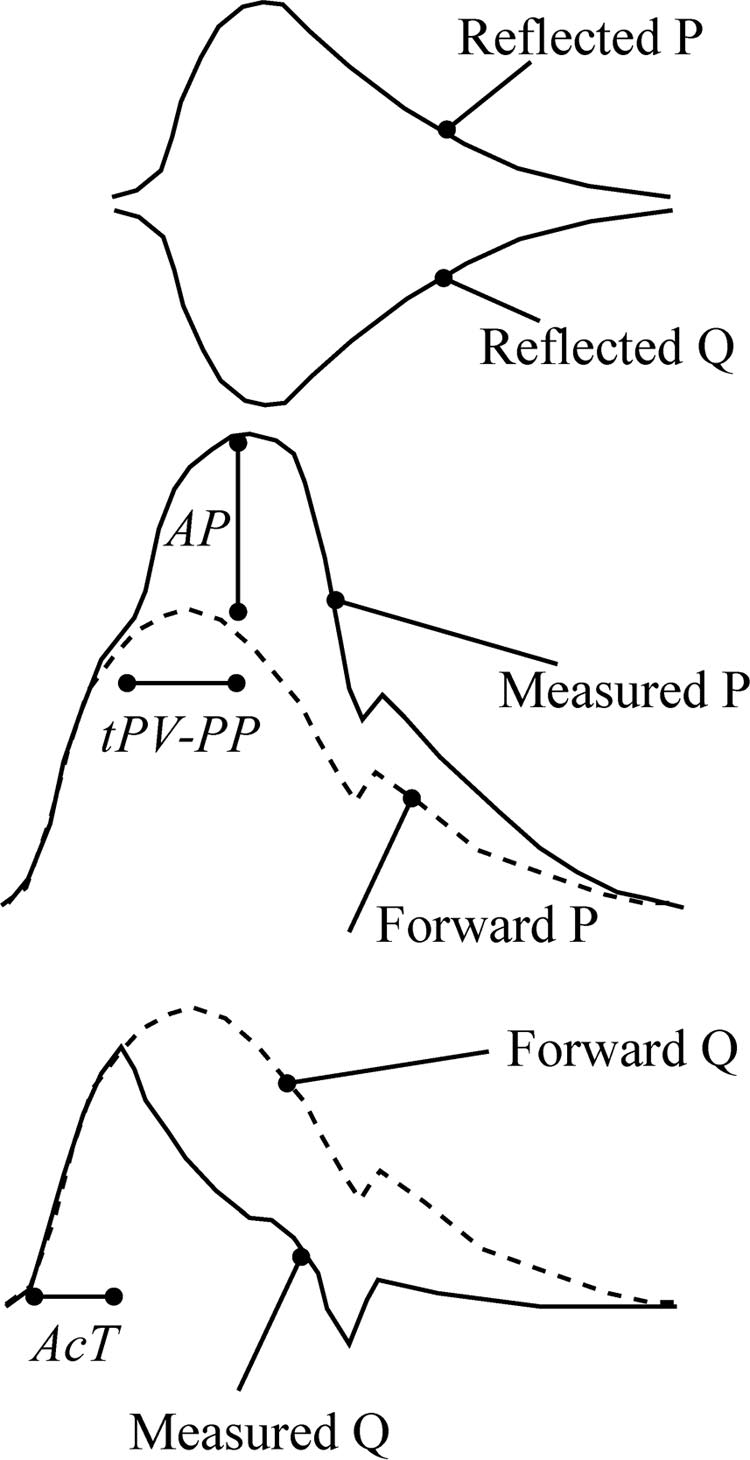 Reflected P
Reflected Q
AP
Measured P
tPV-PP
Forward P
Forward Q
AcT
Measured Q